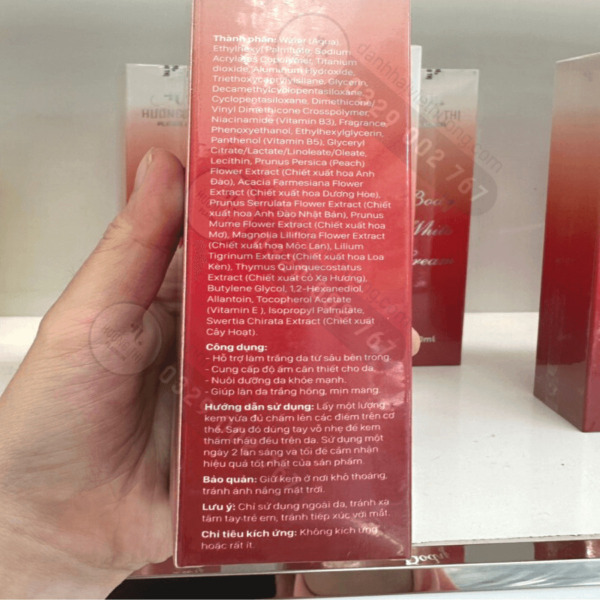 Thành phần: Water (Aqua),
Ethylhexyl Palmitate, Sodium
Acrylates Copolymer, Titanium
dioxide, Aluminum Hydroxide,
Triethoxycaprylylsilane, Glycerin,
Decamethylcyclopentasiloxane,
Cyclopentasiloxane, Dimethicone/
Vinyl Dimethicone Crosspolymer,
Niacinamide (Vitamin B3), Fragrance,
Phenoxyethanol, Ethylhexylglycerin,
Panthenol (Vitamin B5), Glyceryl
Citrate/Lactate/Linoleate/Oleate,
Lecithin, Prunus Persica (Peach)
Flower Extract (Chiết xuất hoa Anh
Đào), Acacia Farnesiana Flower
Extract (Chiết xuất hoa Dương Hòe),
Prunus Serrulata Flower Extract (Chiết
xuất hoa Anh Đào Nhật Bản), Prunus
Mume Flower Extract (Chiết xuất hoa
Mơ), Magnolia Liliflora Flower Extract
(Chiết xuất hoa Mộc Lan), Lilium
Tigrinum Extract (Chiết xuất hoa Loa
Kèn), Thymus Quinquecostatus
Extract (Chiết xuất cỏ Xạ Hương),
Butylene Glycol, 1,2-Hexanediol,
Allantoin, Tocopherol Acetate
(Vitamin E ), Isopropyl Palmitate,
Swertia Chirata Extract (Chiết xuất
Cây Hoạt).
Công dụng:
- Hỗ trợ làm trắng da từ sâu bên trong.
- Cung cấp độ ẩm cần thiết cho da.
- Nuôi dưỡng da khỏe mạnh.
- Giúp làn da trắng hồng, mịn màng.
Hướng dẫn sử dụng: Lấy một lượng
kem vừa đủ chấm lên các điểm trên cơ
thể. Sau đó dùng tay vỗ nhẹ để kem
thẩm thấu đều trên da. Sử dụng một
ngày 2 lần sáng và tối để cảm nhận
hiệu quả tốt nhất của sản phẩm.
Bảo quản: Giữ kem ở nơi khô thoáng,
tránh ánh nắng mặt trời.
Lưu ý: Chỉ sử dụng ngoài da, tránh xa
tầm tay trẻ em, tránh tiếp xúc với mắt.
Chỉ tiêu kích ứng: Không kích ứng
hoặc rất ít.
Body
White
Cream